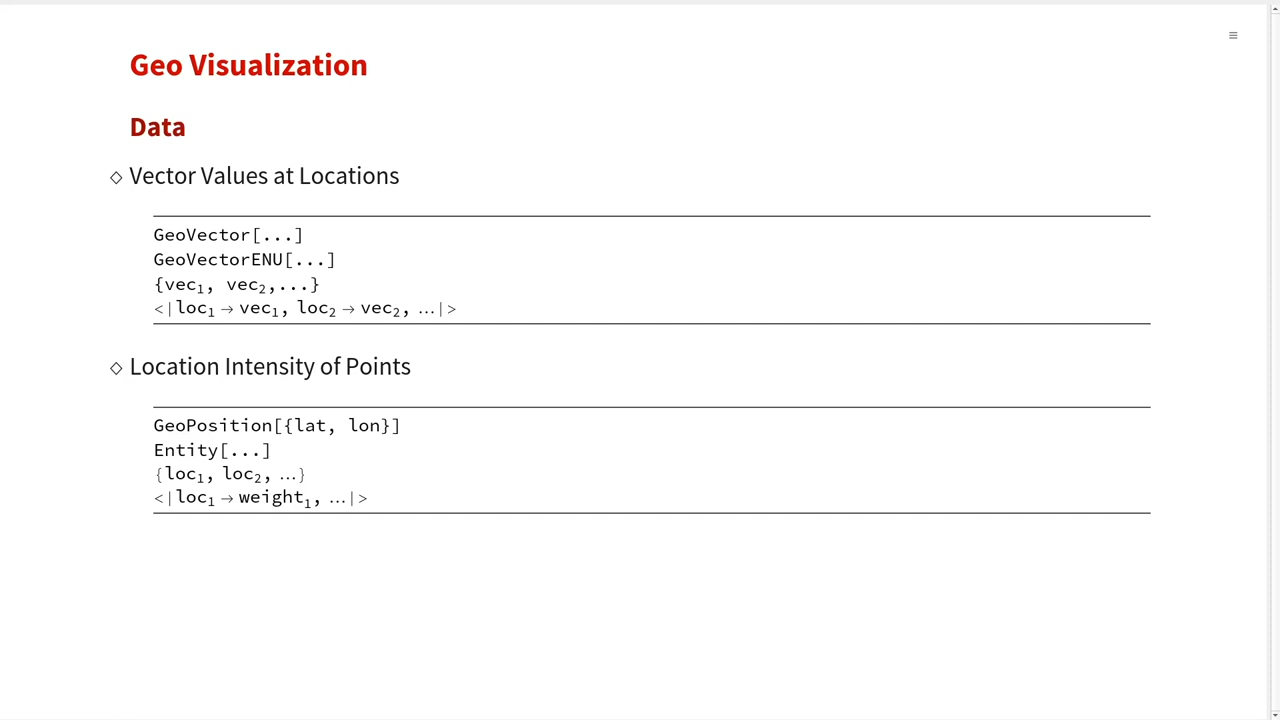 Geo Visualization
Data
◇ Vector Values at Locations
GeoVector[...]
GeoVectorENU[...]
{vec₁, vec₂,...}
<|loc₁ → vec₁, loc₂ → vec₂, …|>
◇ Location Intensity of Points
GeoPosition[{lat, lon}]
Entity[...]
{loc₁, loc₂, …}
<|loc₁ → weight₁, …|>